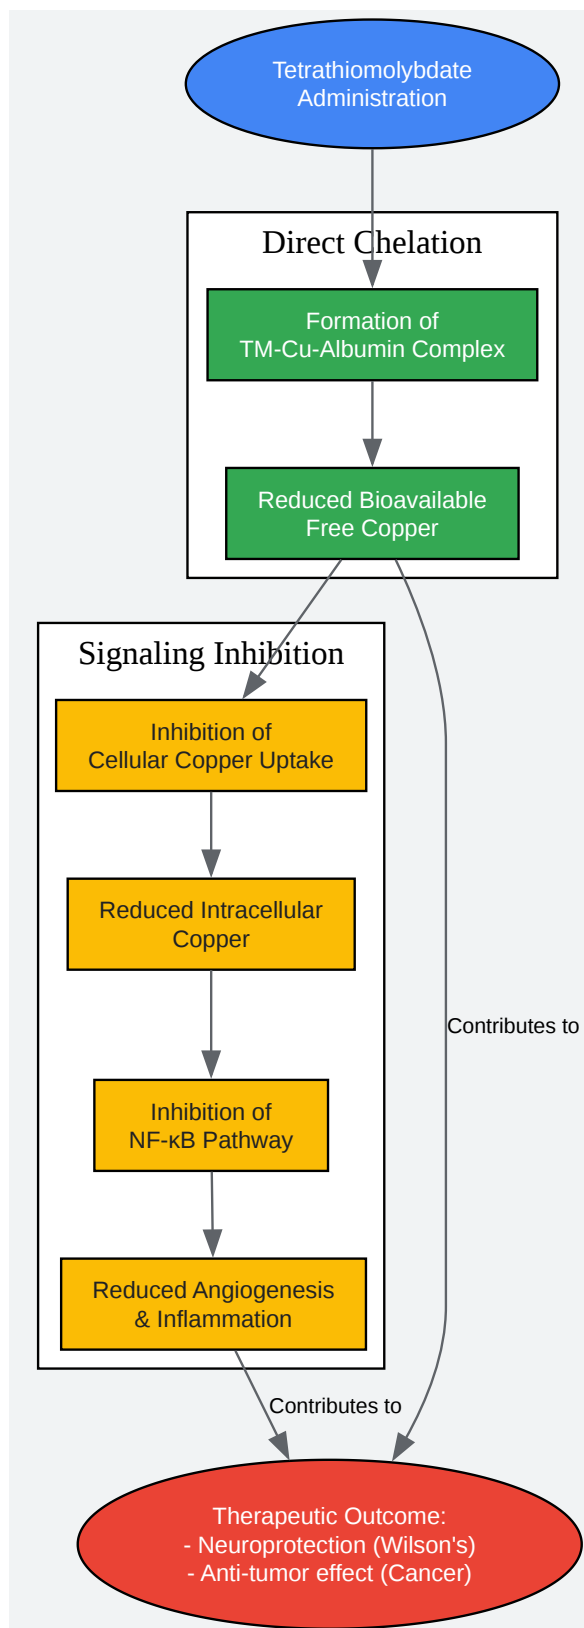 Tetrathiomolybdate
Administration
Direct Chelation
Formation of
TM-Cu-Albumin Complex
Reduced Bioavailable
Free Copper
Signaling Inhibition
Inhibition of
Cellular Copper Uptake
Reduced Intracellular
Copper
Contributes to
Inhibition of
NF-κB Pathway
Reduced Angiogenesis
& Inflammation
Contributes to
Therapeutic Outcome:
- Neuroprotection (Wilson's)
- Anti-tumor effect (Cancer)